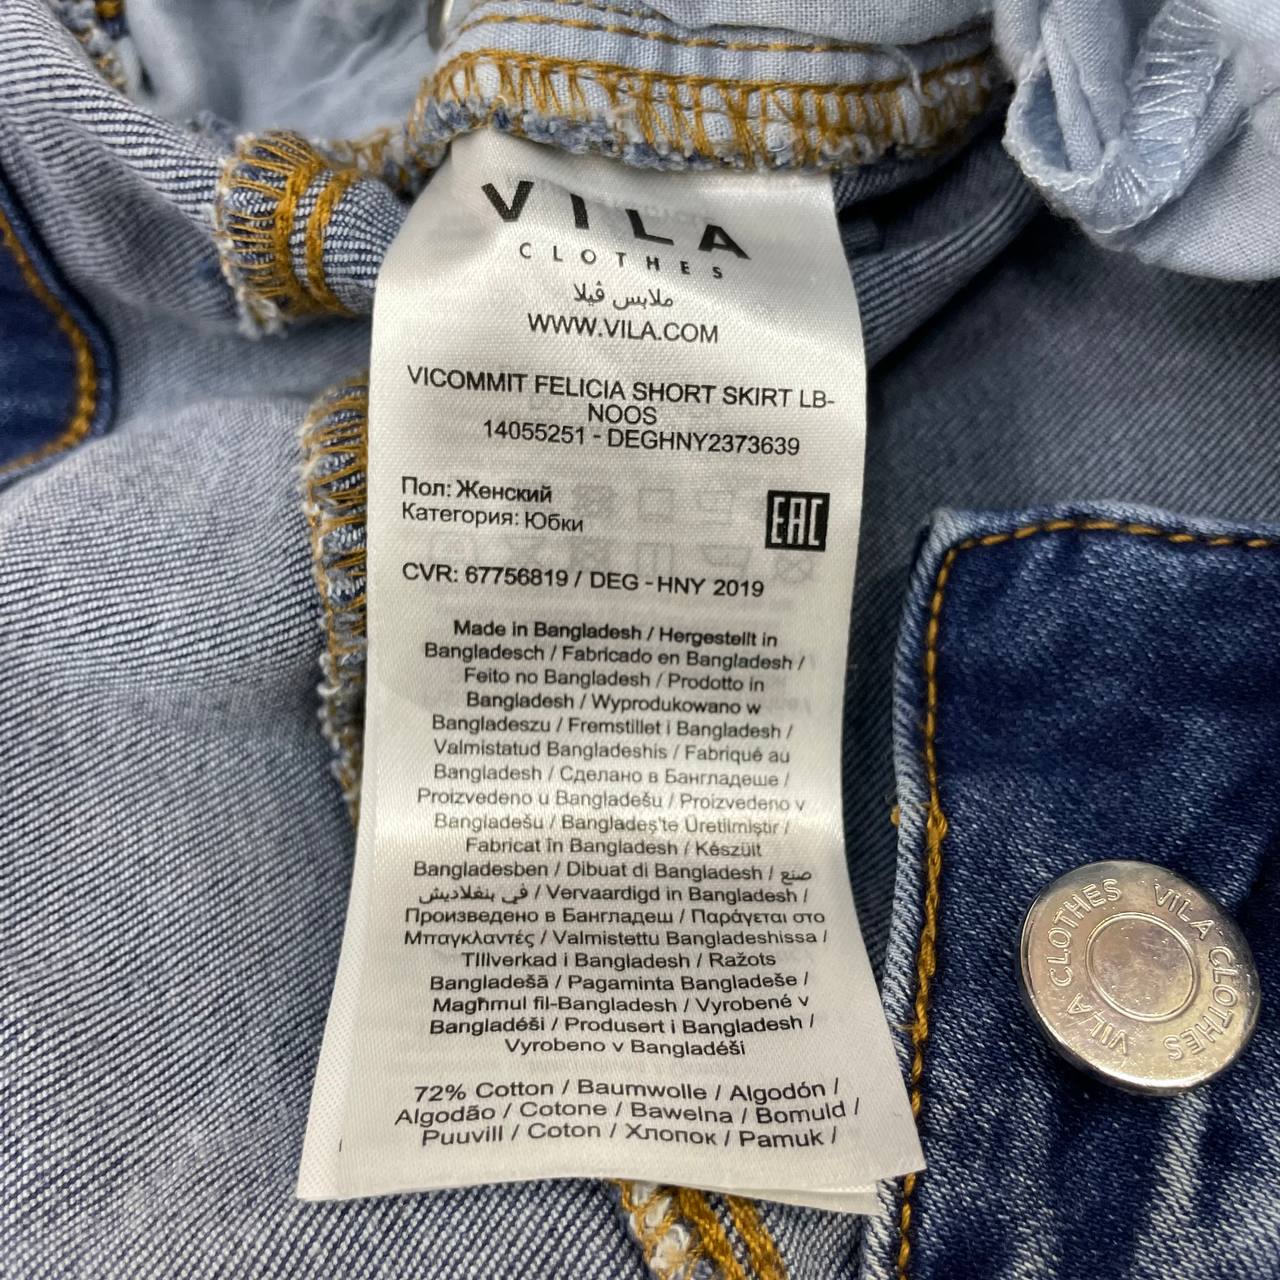 VILA
CLOTHES
ملابس ڤيلا
WWW.VILA.COM
VICOMMIT FELICIA SHORT SKIRT LB-
NOOS
14055251 - DEGHNY2373639
Пол: Женский
Категория: Юбки
EAC
CVR: 67756819 / DEG -HNY 2019
Made in Bangladesh / Hergestellt in
Bangladesch / Fabricado en Bangladesh /
Feito no Bangladesh / Prodotto in
Bangladesh / Wyprodukowano w
Bangladeszu / Fremstillet i Bangladesh /
Valmistatud Bangladeshis / Fabriqué au
Bangladesh / Сделано в Бангладеше /
Proizvedeno u Bangladešu / Proizvedeno v
Bangladešu / Bangladeş'te Üretilmiştir /
Fabricat în Bangladesh / Készült
Bangladesben / Dibuat di Bangladesh / صنع
في بنغلاديش / Vervaardigd in Bangladesh /
Произведено в Бангладеш / Παράγεται στο
Μπαγκλαντές / Valmistettu Bangladeshissa /
Tillverkad i Bangladesh / Ražots
Bangladešā / Pagaminta Bangladeše /
Magħmul fil-Bangladesh / Vyrobené v
Bangladéši / Produsert i Bangladesh /
Vyrobeno v Bangladéši
72% Cotton / Baumwolle / Algodón /
Algodão / Cotone / Bawełna / Bomuld /
Puuvill / Coton / Хлопок / Pamuk /
VILA CLOTHES VILA CLOTHES